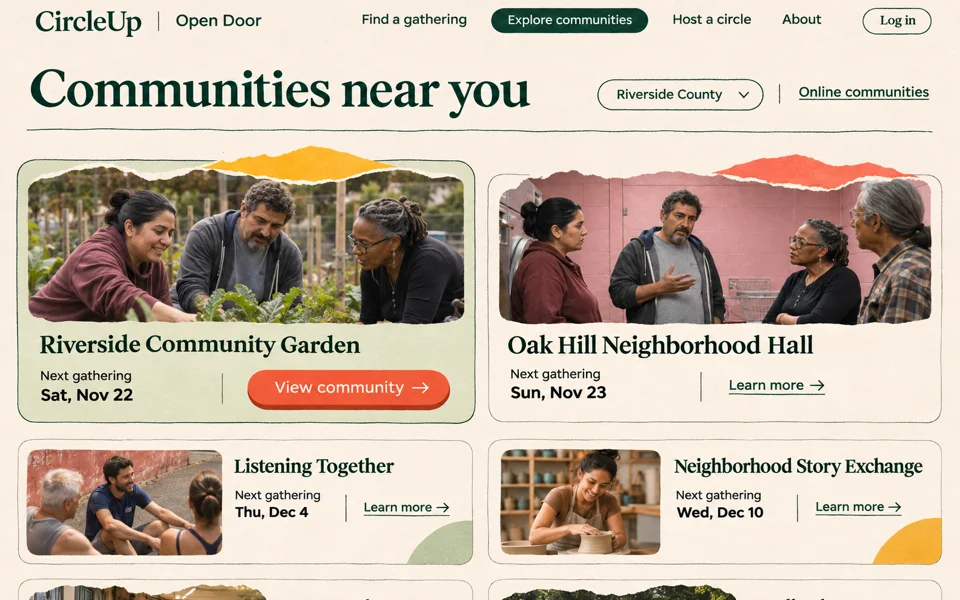 CircleUp
Open Door
Find a gathering
Explore communities
Host a circle
About
Log in
Communities near you
Riverside County
Online communities
Riverside Community Garden
Next gathering
Sat, Nov 22
View community →
Oak Hill Neighborhood Hall
Next gathering
Sun, Nov 23
Learn more →
Listening Together
Next gathering
Thu, Dec 4
Learn more →
Neighborhood Story Exchange
Next gathering
Wed, Dec 10
Learn more →